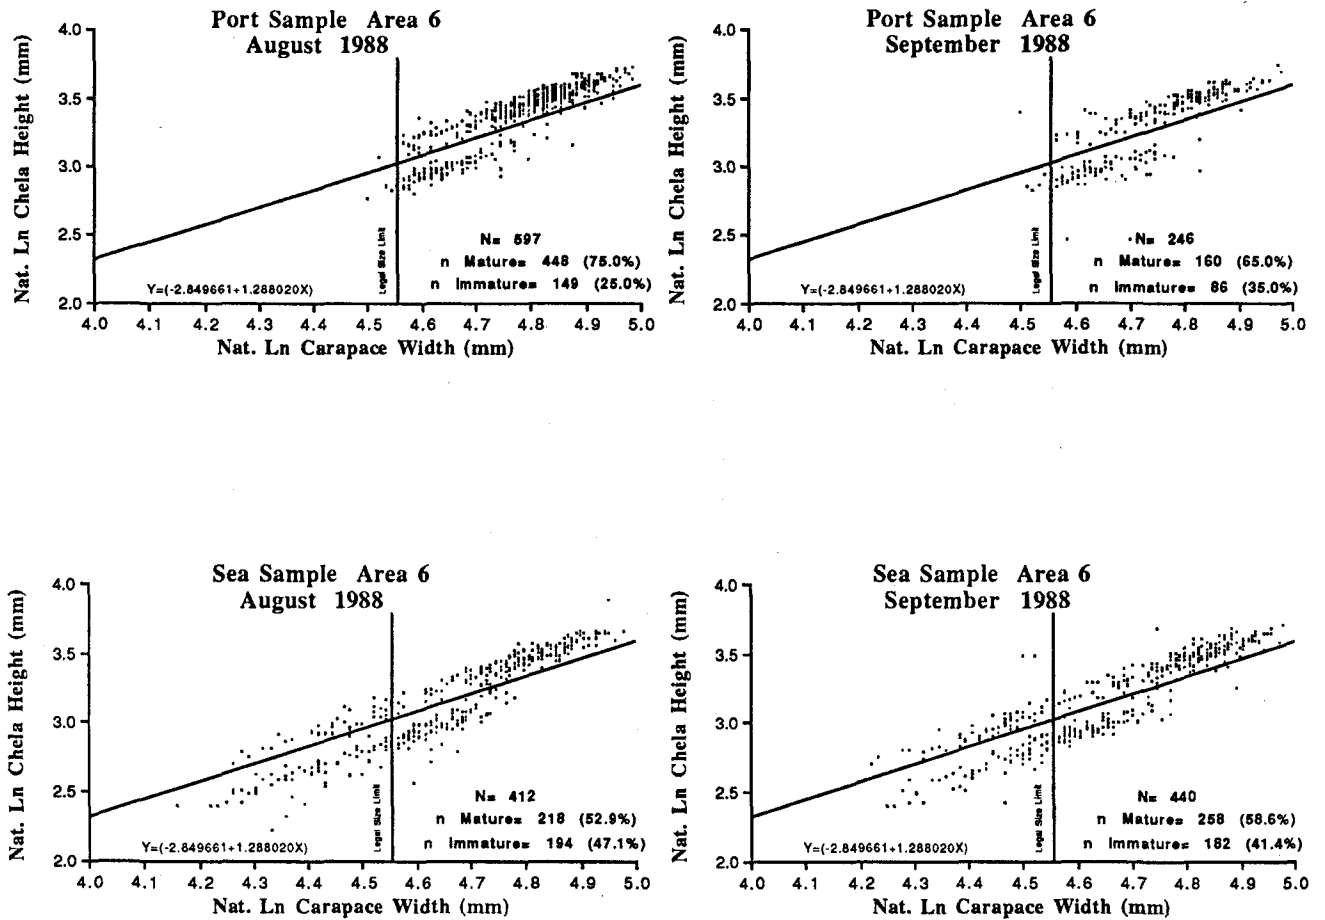 Port Sample Area 6
August 1988
Nat. Ln Chela Height (mm)
4.0
3.5
3.0
2.5
2.0
Legal Size Limit
N= 597
n Mature= 448 (75.0%)
n Immature= 149 (25.0%)
Y=(-2.849661+1.288020X)
4.0 4.1 4.2 4.3 4.4 4.5 4.6 4.7 4.8 4.9 5.0
Nat. Ln Carapace Width (mm)
Port Sample Area 6
September 1988
Nat. Ln Chela Height (mm)
4.0
3.5
3.0
2.5
2.0
Legal Size Limit
N= 246
n Mature= 160 (65.0%)
n Immature= 86 (35.0%)
Y=(-2.849661+1.288020X)
4.0 4.1 4.2 4.3 4.4 4.5 4.6 4.7 4.8 4.9 5.0
Nat. Ln Carapace Width (mm)
Sea Sample Area 6
August 1988
Nat. Ln Chela Height (mm)
4.0
3.5
3.0
2.5
2.0
Legal Size Limit
N= 412
n Mature= 218 (52.9%)
n Immature= 194 (47.1%)
Y=(-2.849661+1.288020X)
4.0 4.1 4.2 4.3 4.4 4.5 4.6 4.7 4.8 4.9 5.0
Nat. Ln Carapace Width (mm)
Sea Sample Area 6
September 1988
Nat. Ln Chela Height (mm)
4.0
3.5
3.0
2.5
2.0
Legal Size Limit
N= 440
n Mature= 258 (58.6%)
n Immature= 182 (41.4%)
Y=(-2.849661+1.288020X)
4.0 4.1 4.2 4.3 4.4 4.5 4.6 4.7 4.8 4.9 5.0
Nat. Ln Carapace Width (mm)